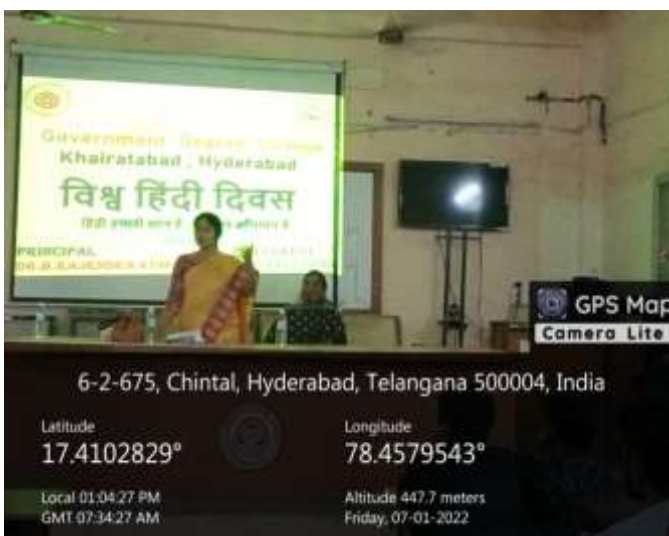 Government Degree College
Khairatabad, Hyderabad
विश्व हिंदी दिवस
हिंदी हमारी शान है
PRINCIPAL
GPS Map
Camera Lite
6-2-675, Chintal, Hyderabad, Telangana 500004, India
Latitude
17.4102829°
Longitude
78.4579543°
Local 01:04:27 PM
GMT 07:34:27 AM
Altitude 447.7 meters
Friday, 07-01-2022